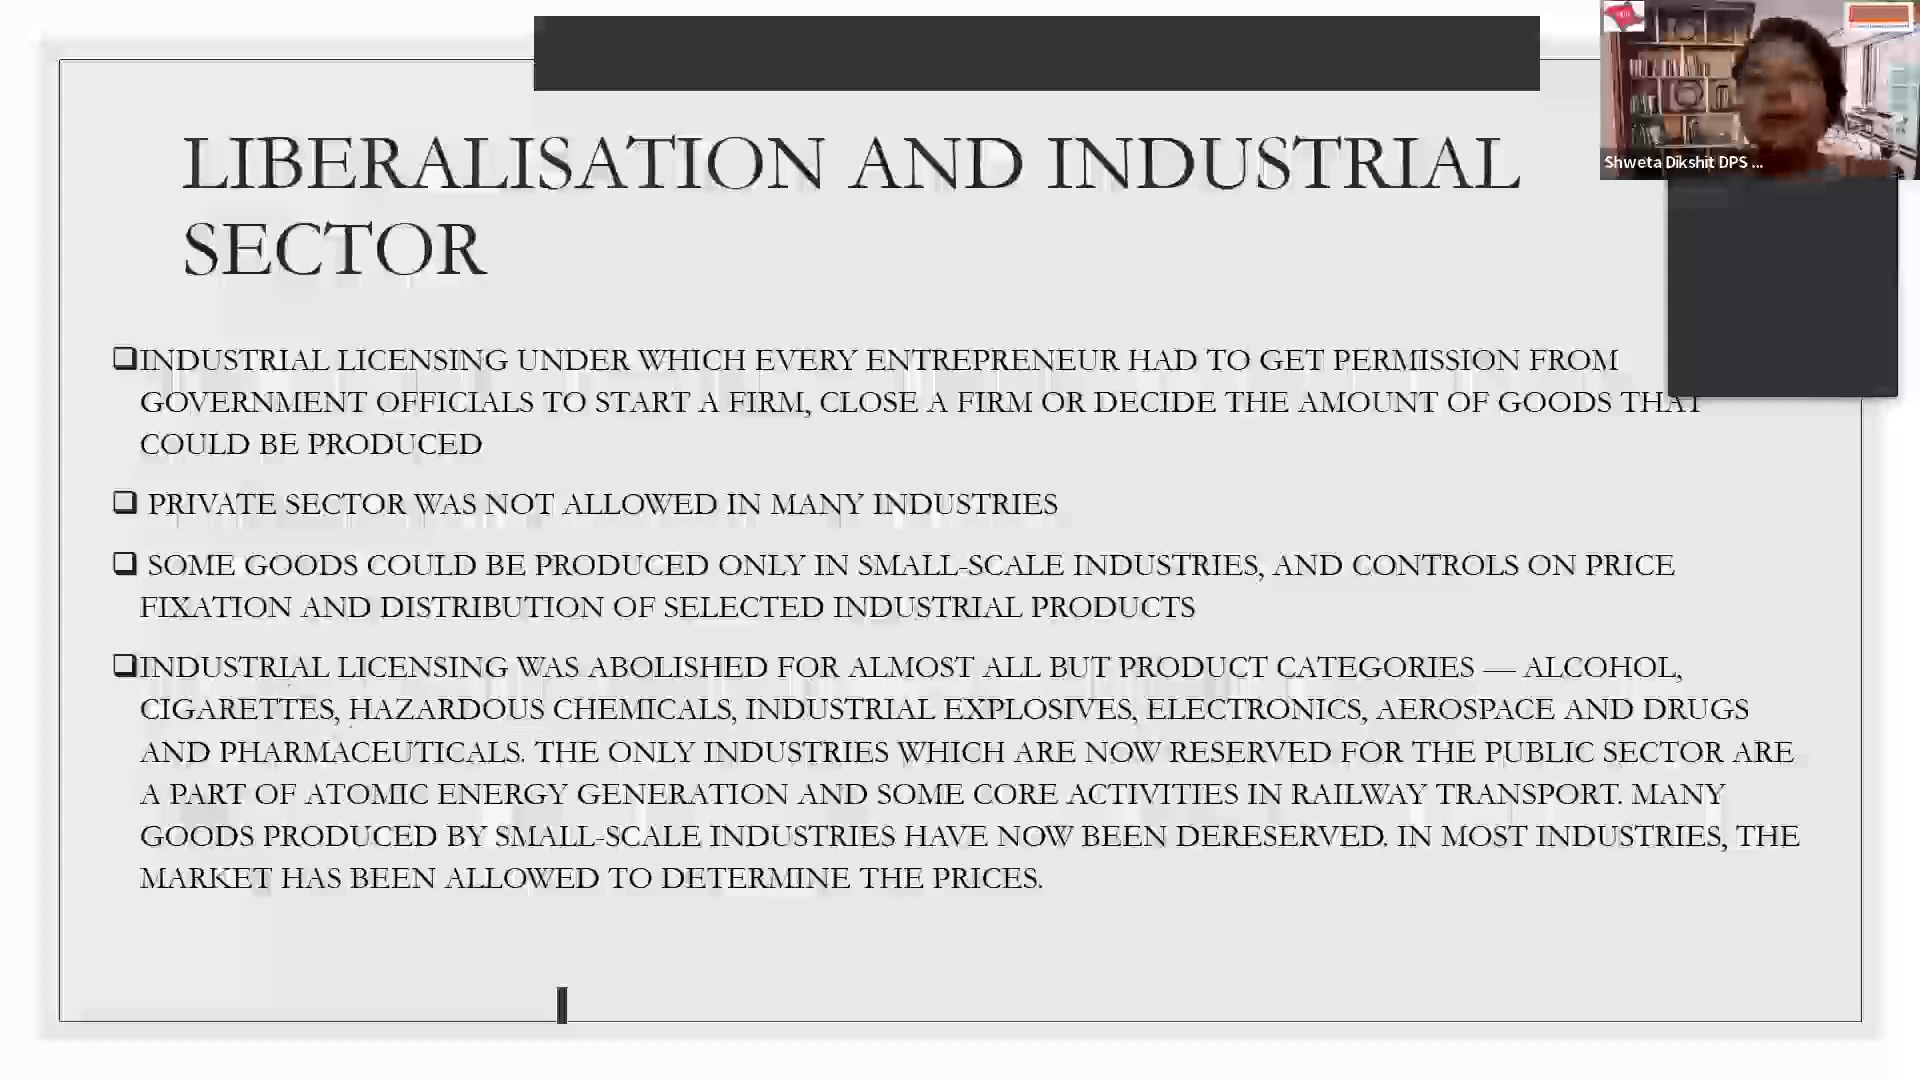 LIBERALISATION AND INDUSTRIAL
SECTOR
Shweta Dikshit DPS ...
INDUSTRIAL LICENSING UNDER WHICH EVERY ENTREPRENEUR HAD TO GET PERMISSION FROM
GOVERNMENT OFFICIALS TO START A FIRM, CLOSE A FIRM OR DECIDE THE AMOUNT OF GOODS THAT
COULD BE PRODUCED
PRIVATE SECTOR WAS NOT ALLOWED IN MANY INDUSTRIES
SOME GOODS COULD BE PRODUCED ONLY IN SMALL-SCALE INDUSTRIES, AND CONTROLS ON PRICE
FIXATION AND DISTRIBUTION OF SELECTED INDUSTRIAL PRODUCTS
INDUSTRIAL LICENSING WAS ABOLISHED FOR ALMOST ALL BUT PRODUCT CATEGORIES — ALCOHOL,
CIGARETTES, HAZARDOUS CHEMICALS, INDUSTRIAL EXPLOSIVES, ELECTRONICS, AEROSPACE AND DRUGS
AND PHARMACEUTICALS. THE ONLY INDUSTRIES WHICH ARE NOW RESERVED FOR THE PUBLIC SECTOR ARE
A PART OF ATOMIC ENERGY GENERATION AND SOME CORE ACTIVITIES IN RAILWAY TRANSPORT. MANY
GOODS PRODUCED BY SMALL-SCALE INDUSTRIES HAVE NOW BEEN DERESERVED. IN MOST INDUSTRIES, THE
MARKET HAS BEEN ALLOWED TO DETERMINE THE PRICES.